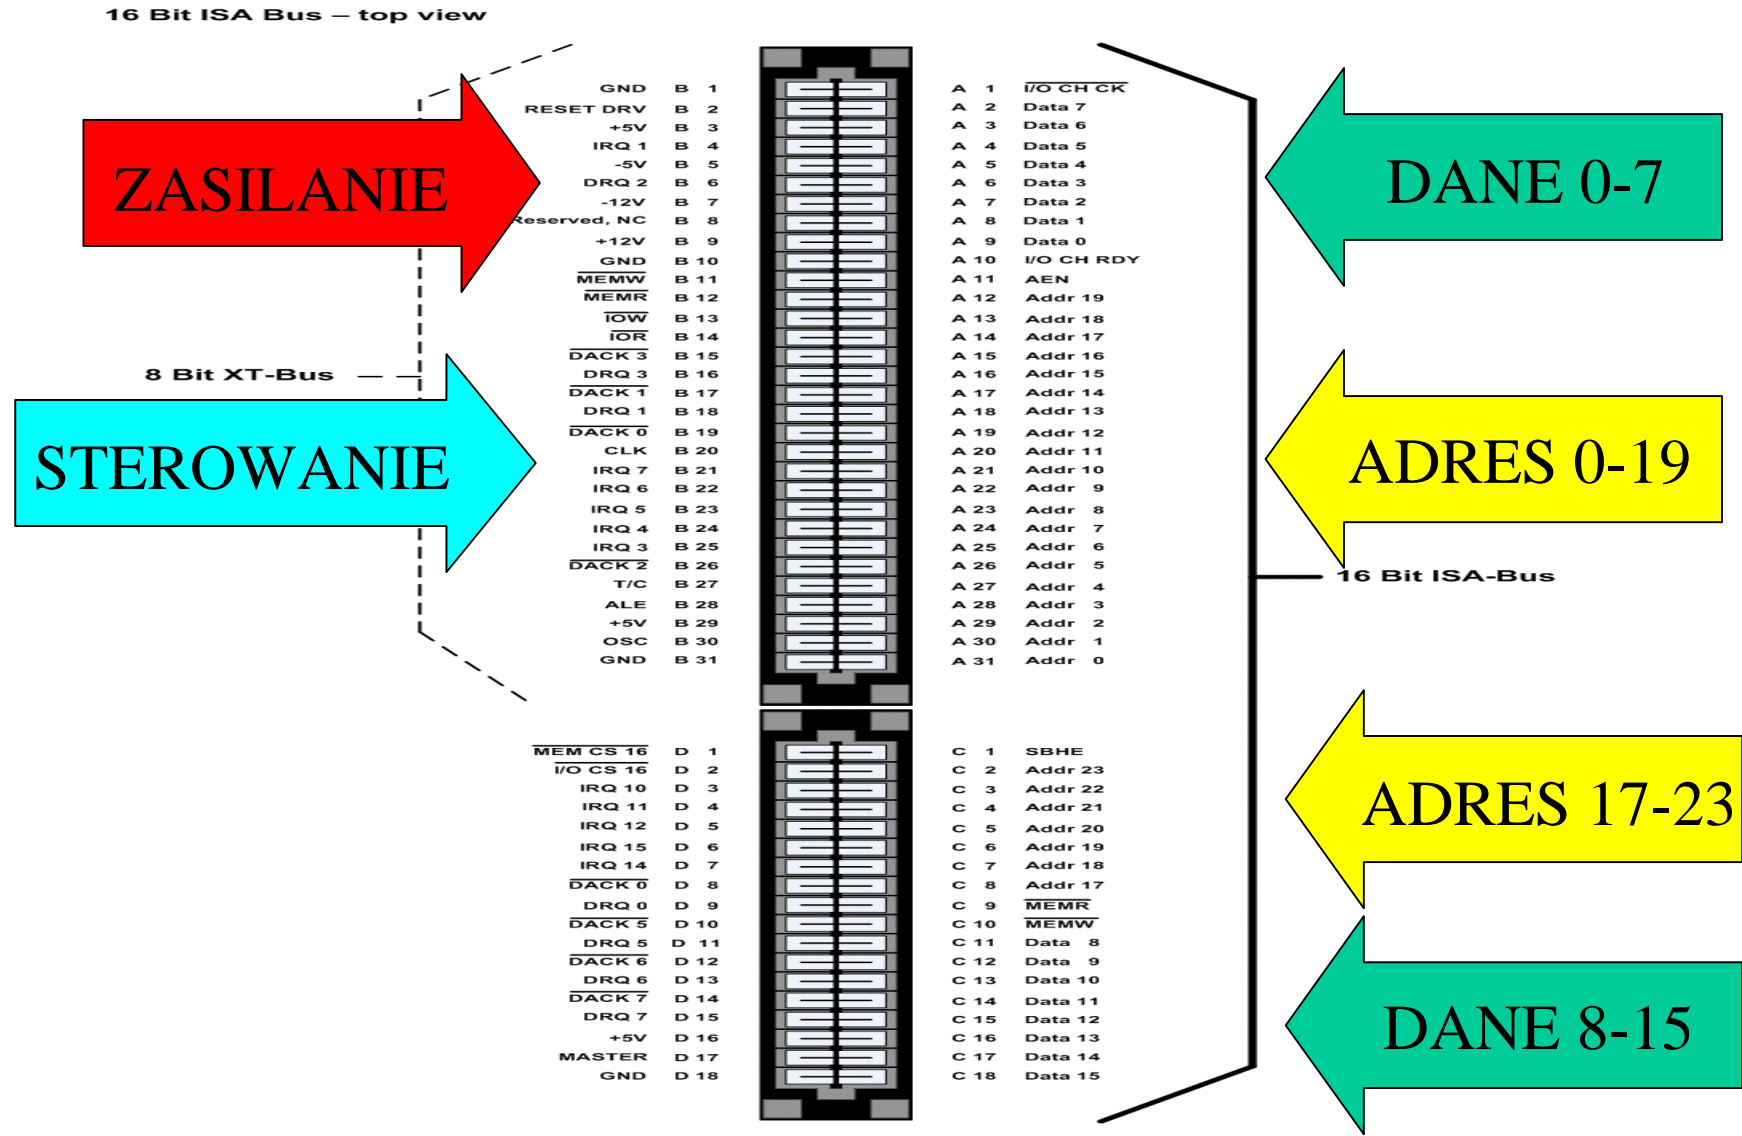 16 Bit ISA Bus – top view
GND B 1 A 1 I/O CH CK
RESET DRV B 2 A 2 Data 7
+5V B 3 A 3 Data 6
IRQ 1 B 4 A 4 Data 5
-5V B 5 A 5 Data 4
DRQ 2 B 6 A 6 Data 3
-12V B 7 A 7 Data 2
Reserved, NC B 8 A 8 Data 1
+12V B 9 A 9 Data 0
GND B 10 A 10 I/O CH RDY
MEMW B 11 A 11 AEN
MEMR B 12 A 12 Addr 19
IOW B 13 A 13 Addr 18
IOR B 14 A 14 Addr 17
DACK 3 B 15 A 15 Addr 16
DRQ 3 B 16 A 16 Addr 15
DACK 1 B 17 A 17 Addr 14
DRQ 1 B 18 A 18 Addr 13
DACK 0 B 19 A 19 Addr 12
CLK B 20 A 20 Addr 11
IRQ 7 B 21 A 21 Addr 10
IRQ 6 B 22 A 22 Addr 9
IRQ 5 B 23 A 23 Addr 8
IRQ 4 B 24 A 24 Addr 7
IRQ 3 B 25 A 25 Addr 6
DACK 2 B 26 A 26 Addr 5
T/C B 27 A 27 Addr 4
ALE B 28 A 28 Addr 3
+5V B 29 A 29 Addr 2
OSC B 30 A 30 Addr 1
GND B 31 A 31 Addr 0
MEM CS 16 D 1 C 1 SBHE
I/O CS 16 D 2 C 2 Addr 23
IRQ 10 D 3 C 3 Addr 22
IRQ 11 D 4 C 4 Addr 21
IRQ 12 D 5 C 5 Addr 20
IRQ 15 D 6 C 6 Addr 19
IRQ 14 D 7 C 7 Addr 18
DACK 0 D 8 C 8 Addr 17
DRQ 0 D 9 C 9 MEMR
DACK 5 D 10 C 10 MEMW
DRQ 5 D 11 C 11 Data 8
DACK 6 D 12 C 12 Data 9
DRQ 6 D 13 C 13 Data 10
DACK 7 D 14 C 14 Data 11
DRQ 7 D 15 C 15 Data 12
+5V D 16 C 16 Data 13
MASTER D 17 C 17 Data 14
GND D 18 C 18 Data 15
ZASILANIE
8 Bit XT-Bus
STEROWANIE
DANE 0-7
ADRES 0-19
16 Bit ISA-Bus
ADRES 17-23
DANE 8-15